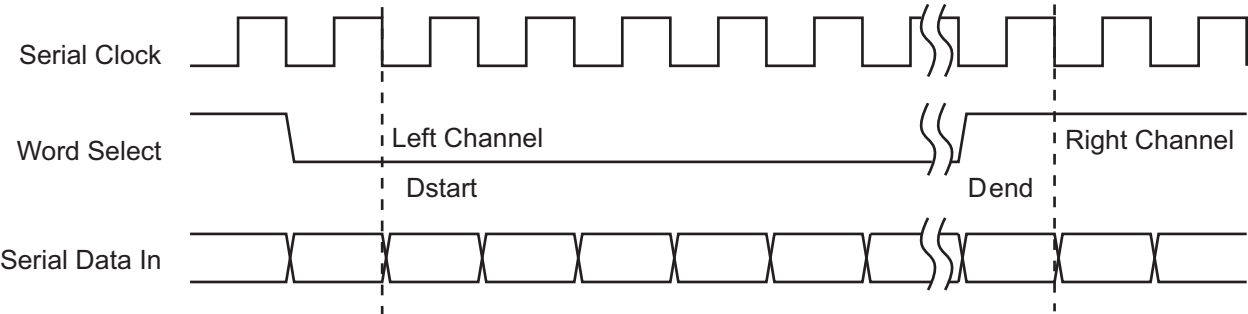 Serial Clock
Word Select
Left Channel
Right Channel
Dstart
Dend
Serial Data In